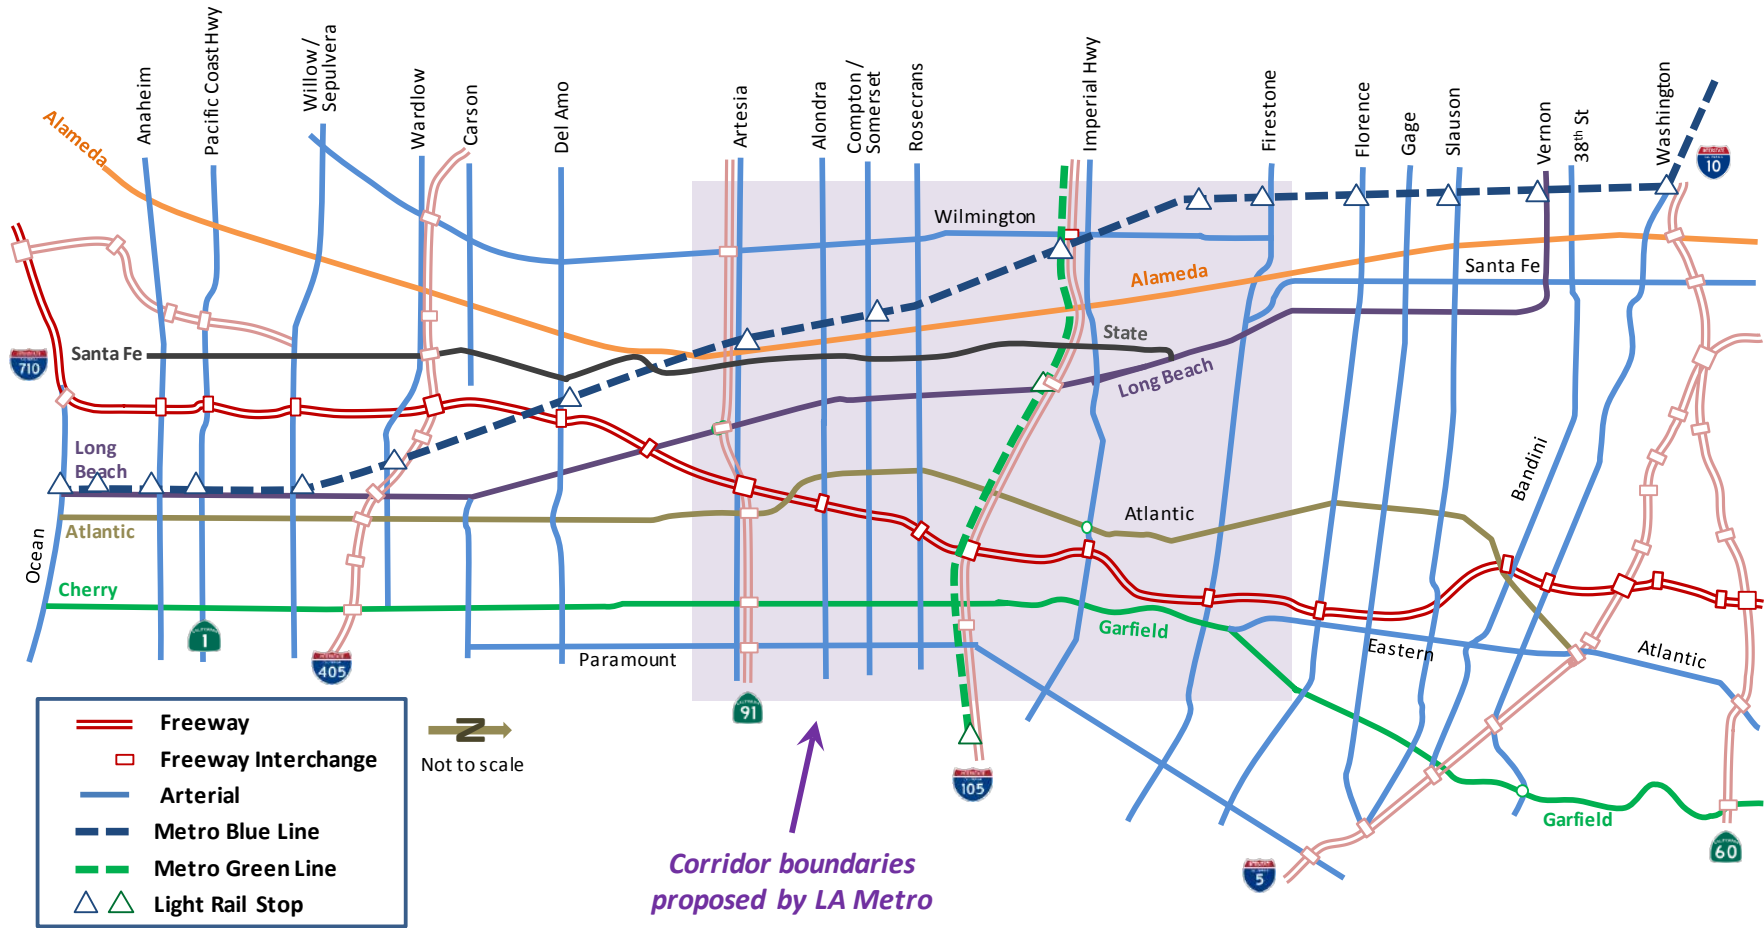 Anaheim
Pacific Coast Hwy
Willow /
Sepulvera
Wardlow
Carson
Del Amo
Artesia
Alondra
Compton /
Somerset
Rosecrans
Imperial Hwy
Firestone
Florence
Gage
Slauson
Vernon
38th St
Washington
10
Alameda
Wilmington
Alameda
Santa Fe
State
Long Beach
Santa Fe
710
Long
Beach
Atlantic
Ocean
Cherry
Bandini
Atlantic
Garfield
Eastern
Atlantic
Paramount
1
405
91
105
5
60
Garfield
Freeway
Freeway Interchange
Arterial
Metro Blue Line
Metro Green Line
Light Rail Stop
N
Not to scale
Corridor boundaries
proposed by LA Metro